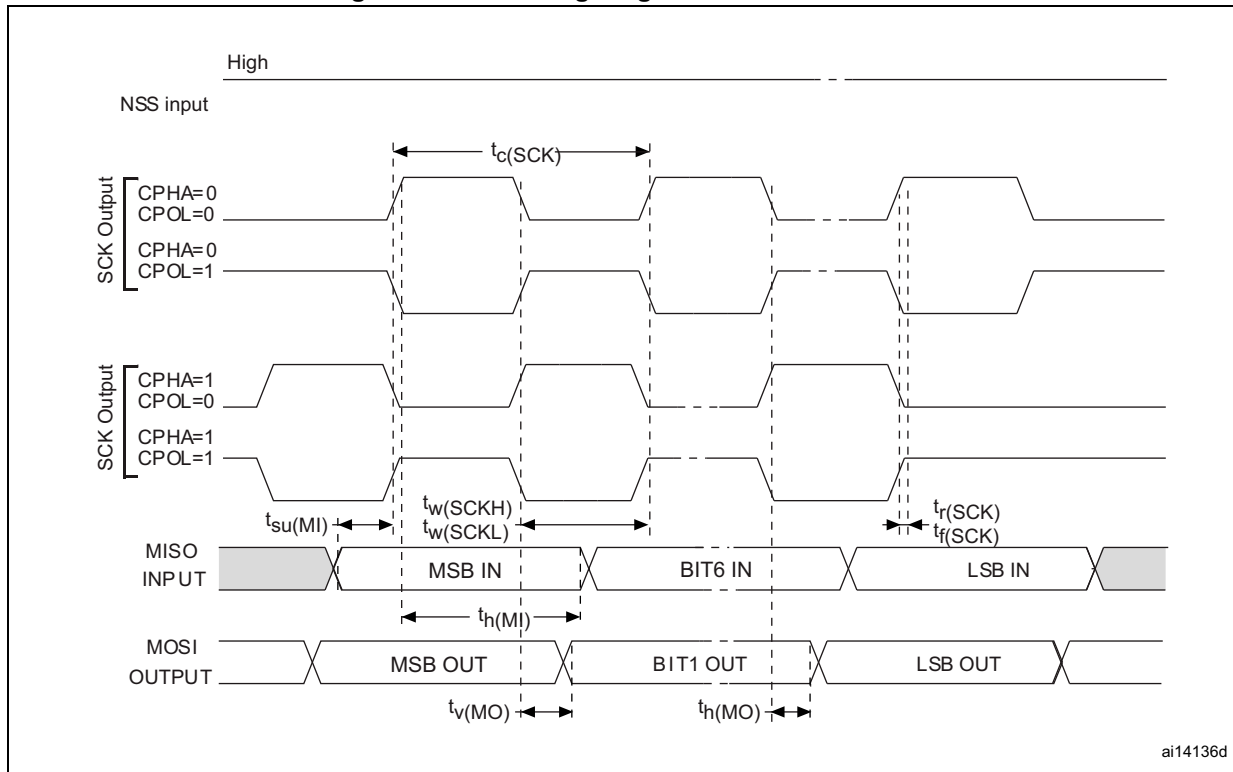 High
NSS input
tc(SCK)
SCK Output
CPHA=0
CPOL=0
CPHA=0
CPOL=1
SCK Output
CPHA=1
CPOL=0
CPHA=1
CPOL=1
tw(SCKH)
tw(SCKL)
tsu(MI)
tr(SCK)
tf(SCK)
MISO
INPUT
MSB IN
BIT6 IN
LSB IN
th(MI)
MOSI
OUTPUT
MSB OUT
BIT1 OUT
LSB OUT
tv(MO)
th(MO)
ai14136d